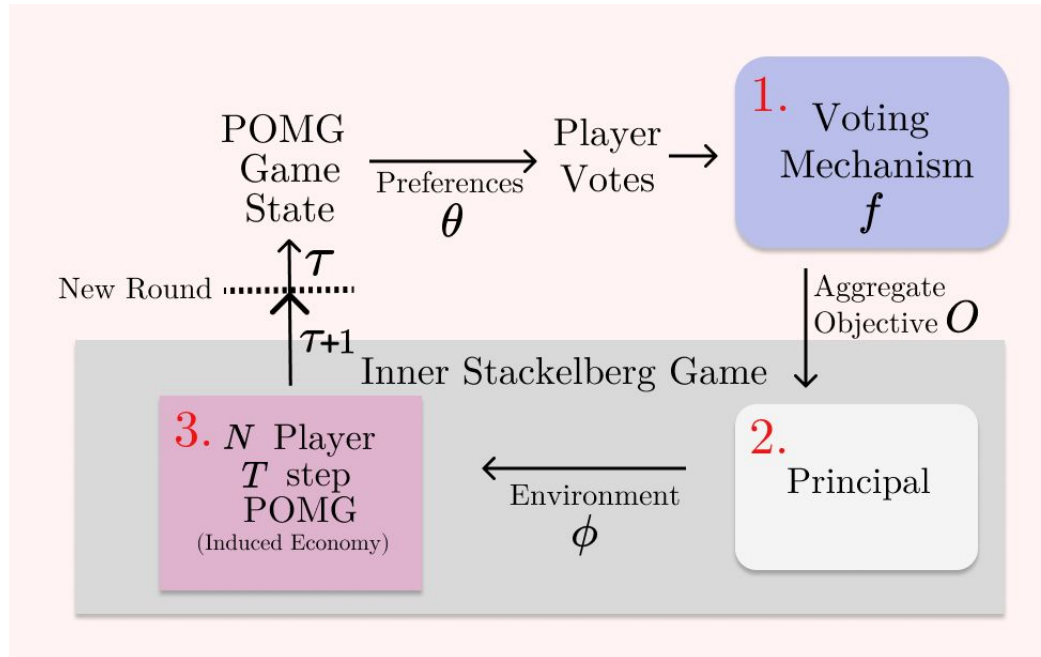 POMG
Game
State
Preferences
θ
Player
Votes
1.
Voting
Mechanism
f
Aggregate
Objective O
τ
New Round
τ+1
Inner Stackelberg Game
2.
Principal
Environment
ϕ
3. N Player
T step
POMG
(Induced Economy)